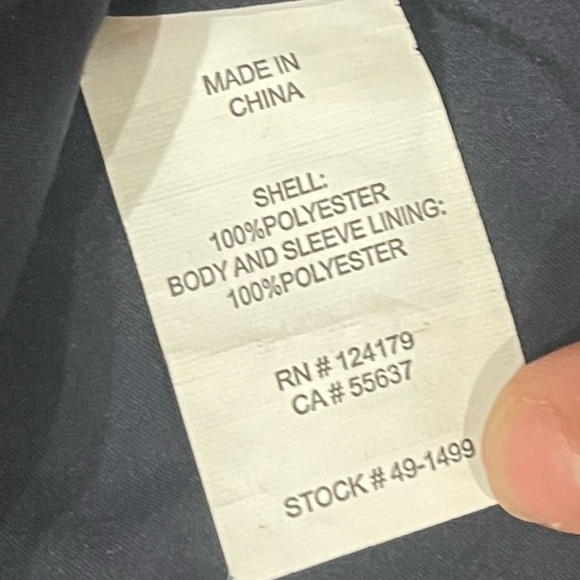 MADE IN
CHINA
SHELL:
100%POLYESTER
BODY AND SLEEVE LINING:
100%POLYESTER
RN # 124179
CA# 55637
STOCK # 49-1499